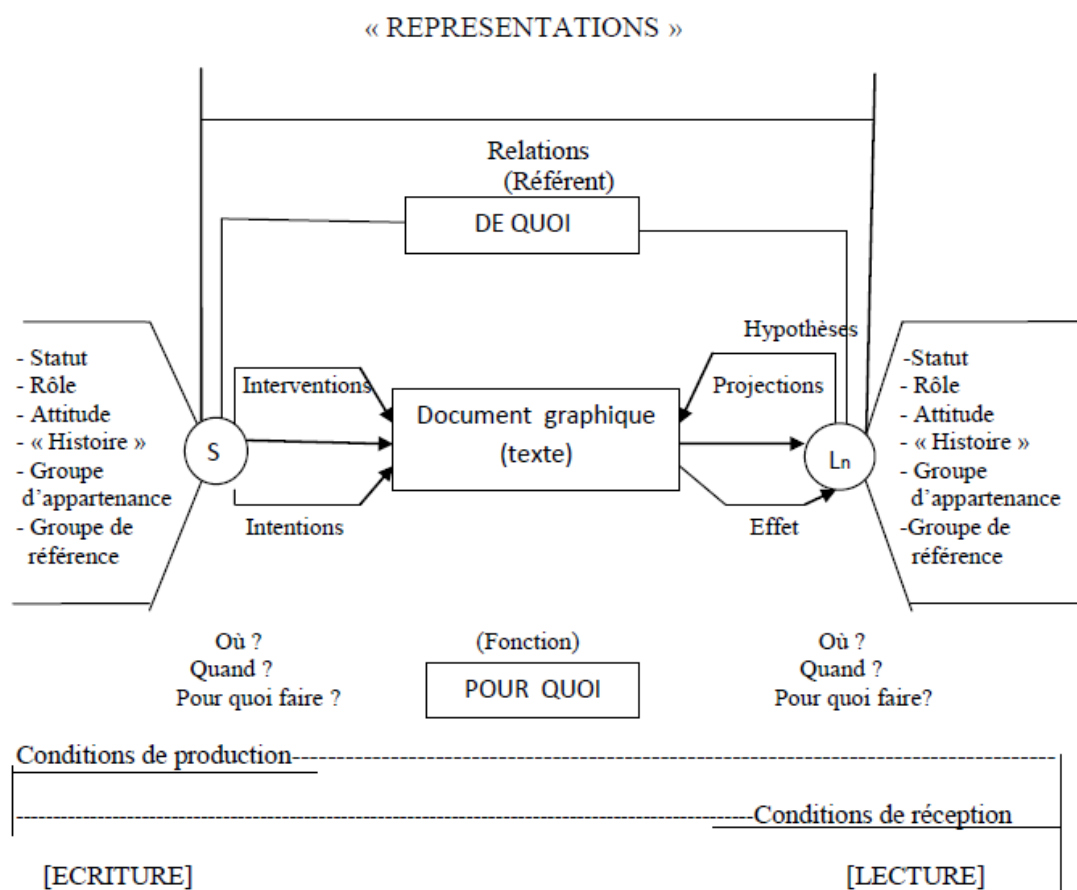 « REPRESENTATIONS »
Relations
(Référent)
DE QUOI
- Statut
- Rôle
- Attitude
- « Histoire »
- Groupe
d’appartenance
- Groupe de
référence
S
Interventions
Intentions
Document graphique
(texte)
Hypothèses
Projections
Effet
Ln
-Statut
- Rôle
- Attitude
- « Histoire »
- Groupe
d’appartenance
-Groupe de
référence
Où ?
Quand ?
Pour quoi faire ?
(Fonction)
POUR QUOI
Où ?
Quand ?
Pour quoi faire?
Conditions de production
Conditions de réception
[ECRITURE]
[LECTURE]